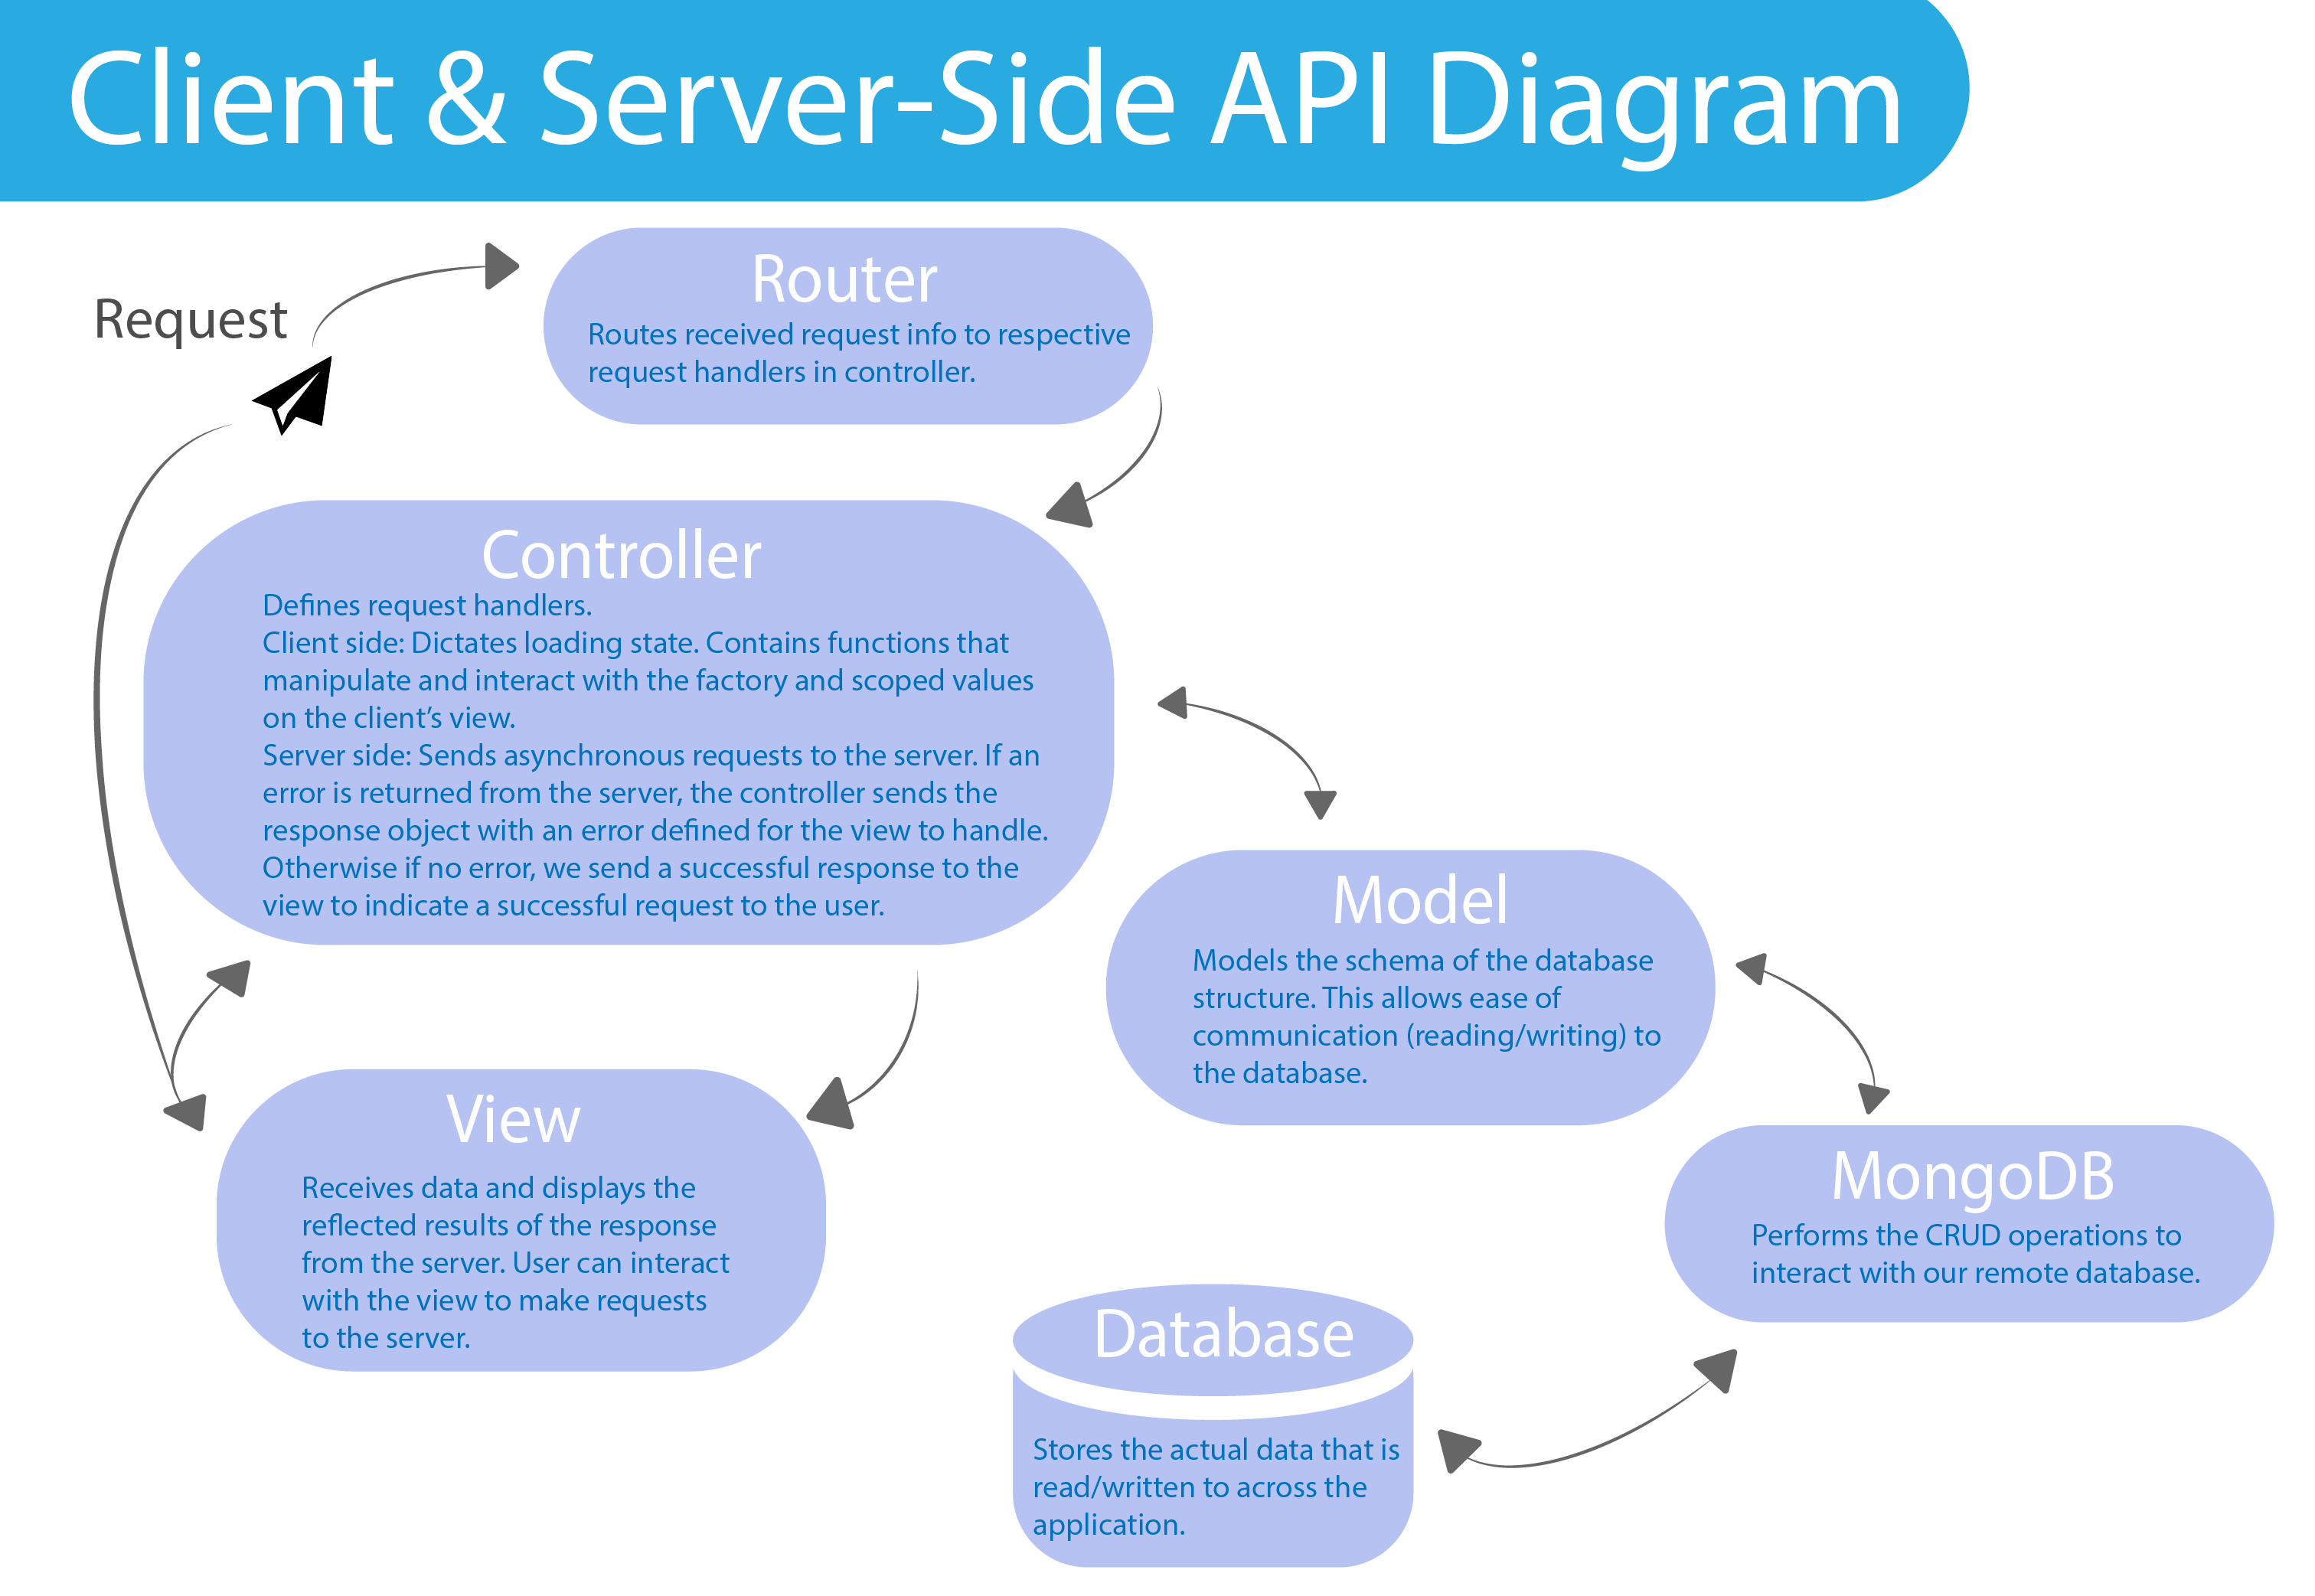 Client & Server-Side API Diagram
Request
Router
Routes received request info to respective
request handlers in controller.
Controller
Defines request handlers.
Client side: Dictates loading state. Contains functions that
manipulate and interact with the factory and scoped values
on the client’s view.
Server side: Sends asynchronous requests to the server. If an
error is returned from the server, the controller sends the
response object with an error defined for the view to handle.
Otherwise if no error, we send a successful response to the
view to indicate a successful request to the user.
Model
Models the schema of the database
structure. This allows ease of
communication (reading/writing) to
the database.
View
Receives data and displays the
reflected results of the response
from the server. User can interact
with the view to make requests
to the server.
MongoDB
Performs the CRUD operations to
interact with our remote database.
Database
Stores the actual data that is
read/written to across the
application.